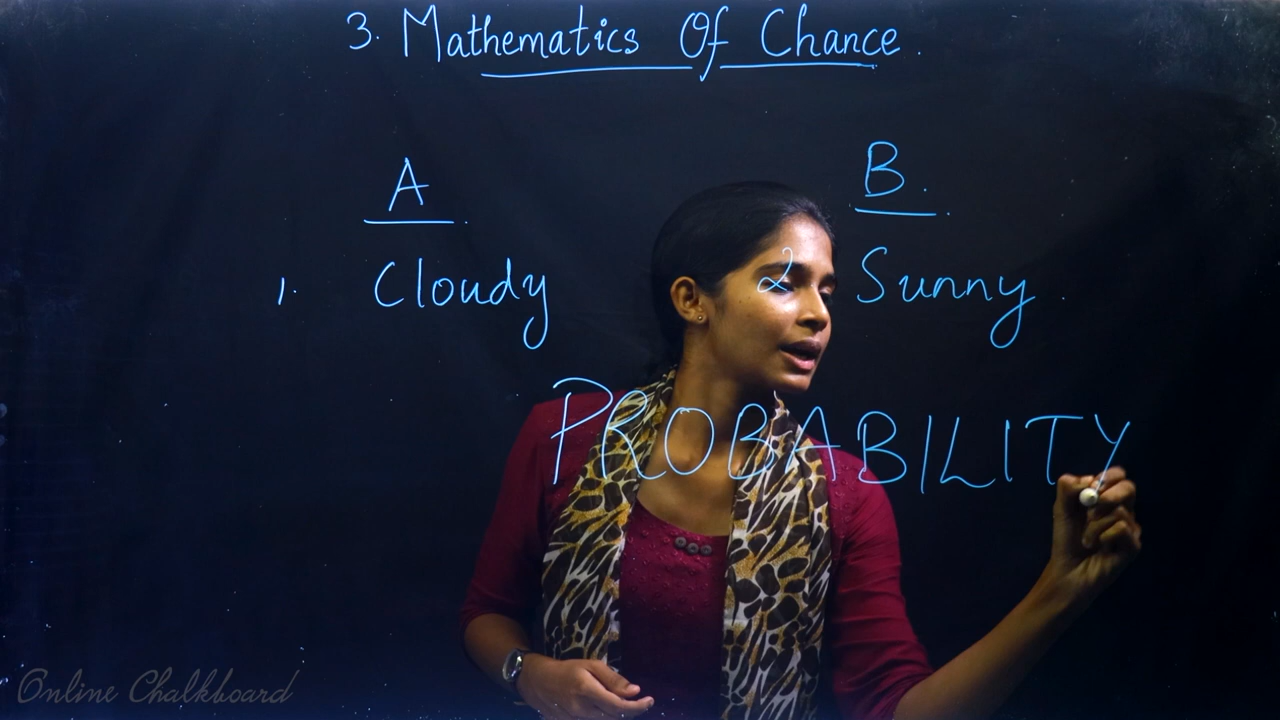 3. Mathematics Of Chance.
A. B.
1. Cloudy 2. Sunny.
PROBABILITY
Online Chalkboard